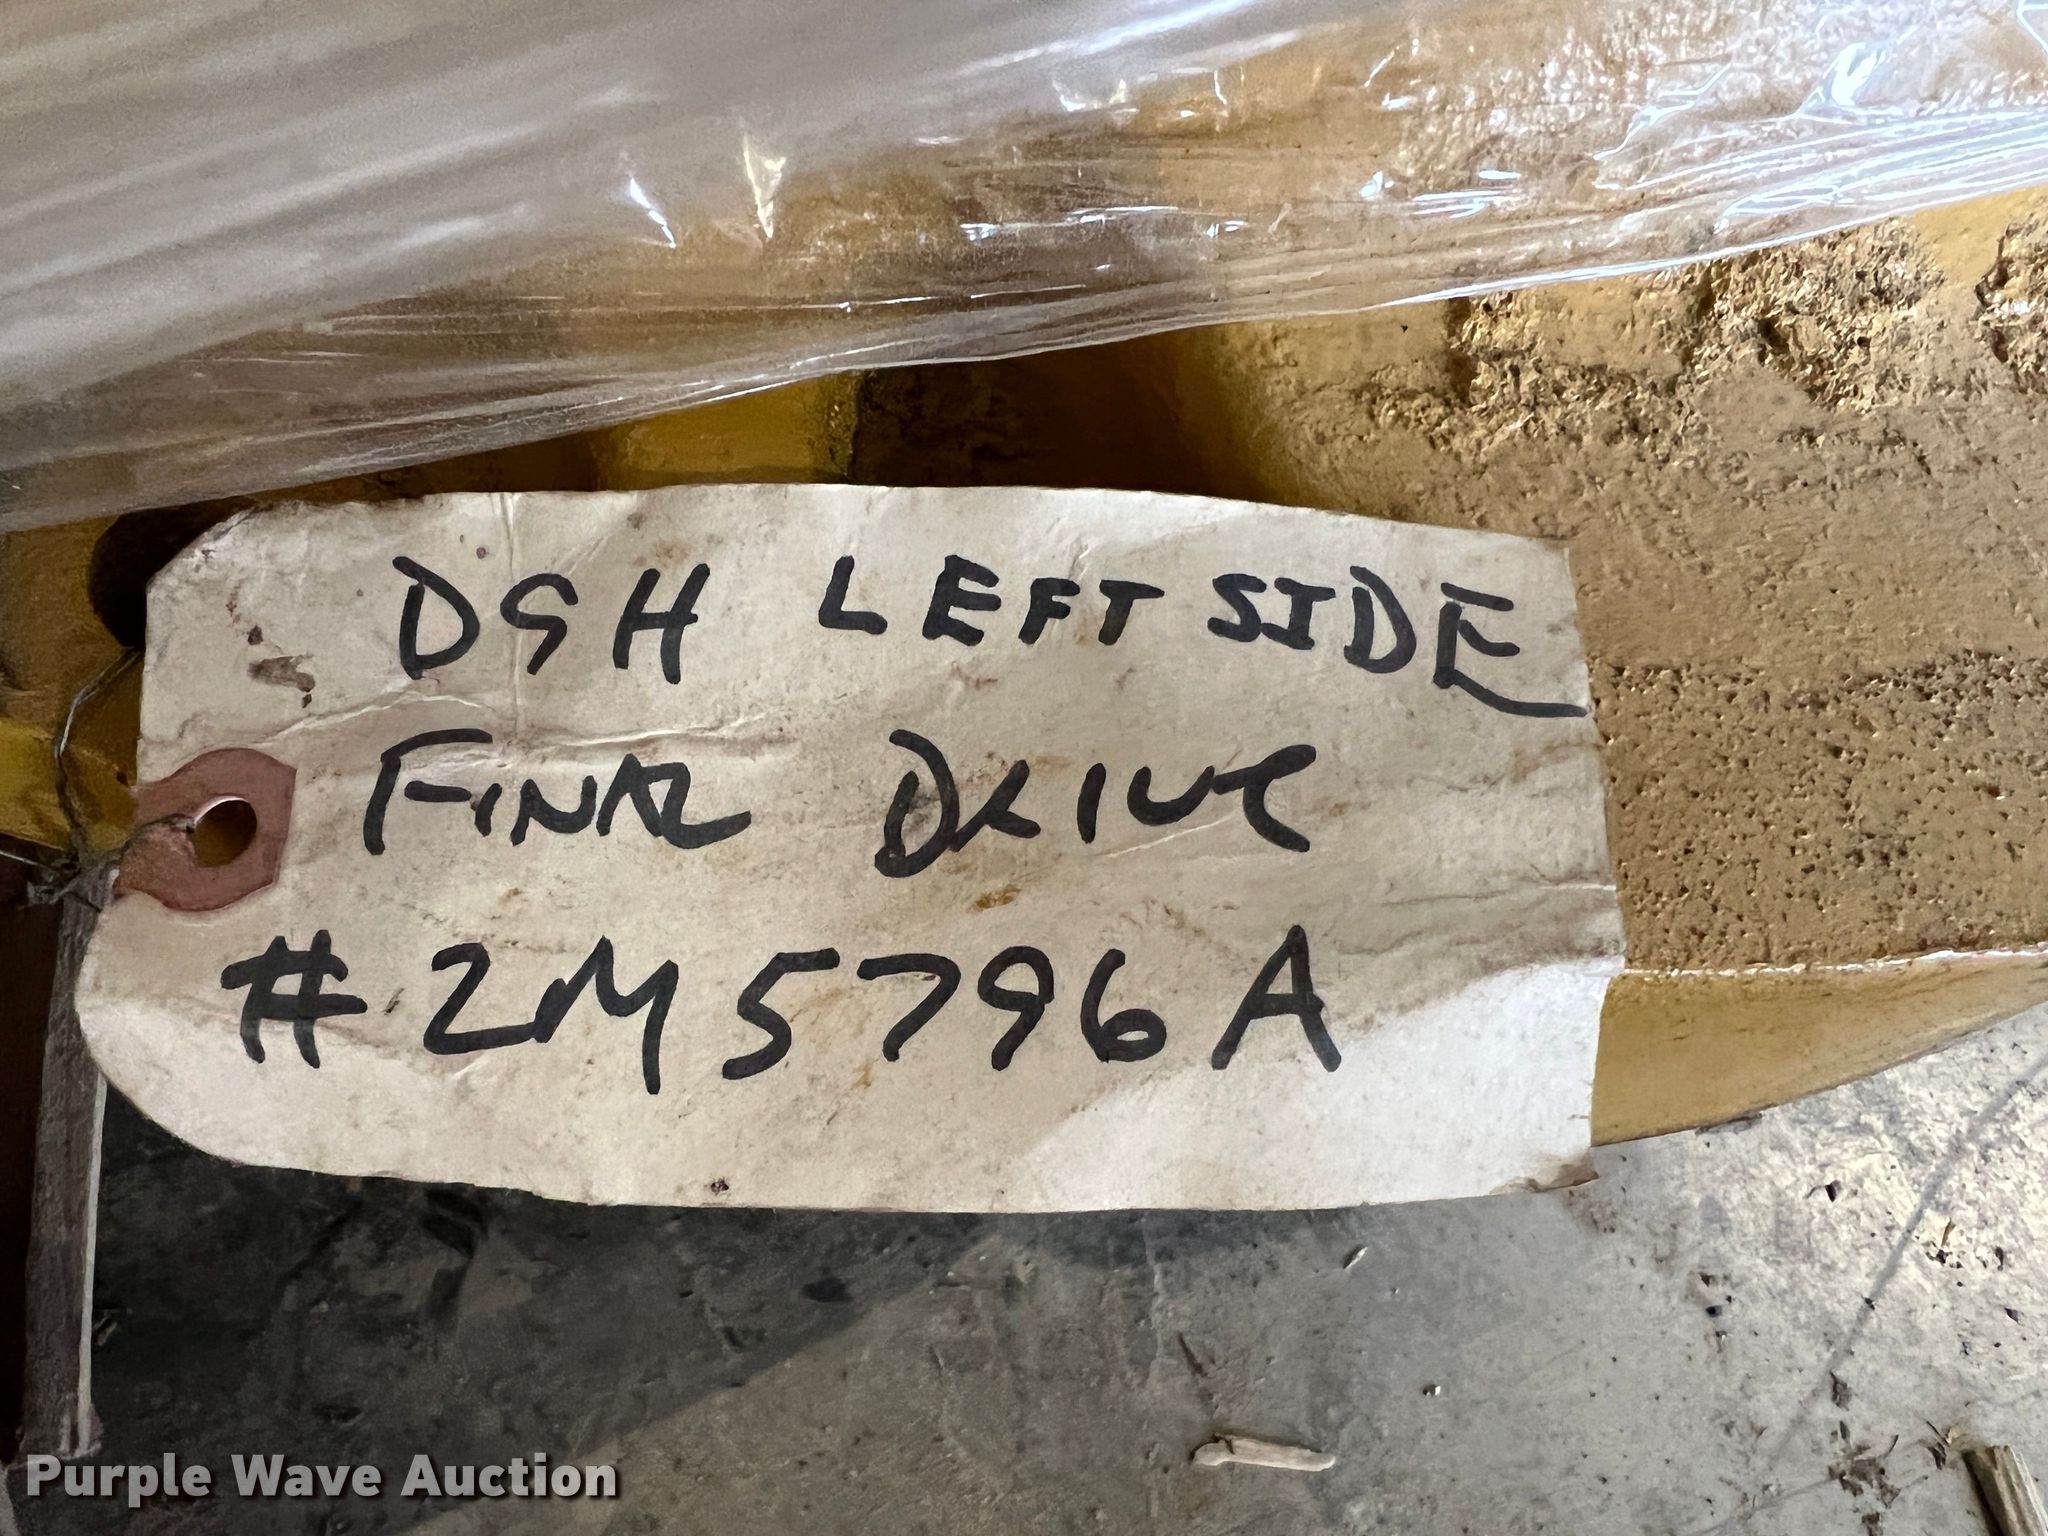 D9H LEFT SIDE
FINAL DRIVE
#2M5796A
Purple Wave Auction